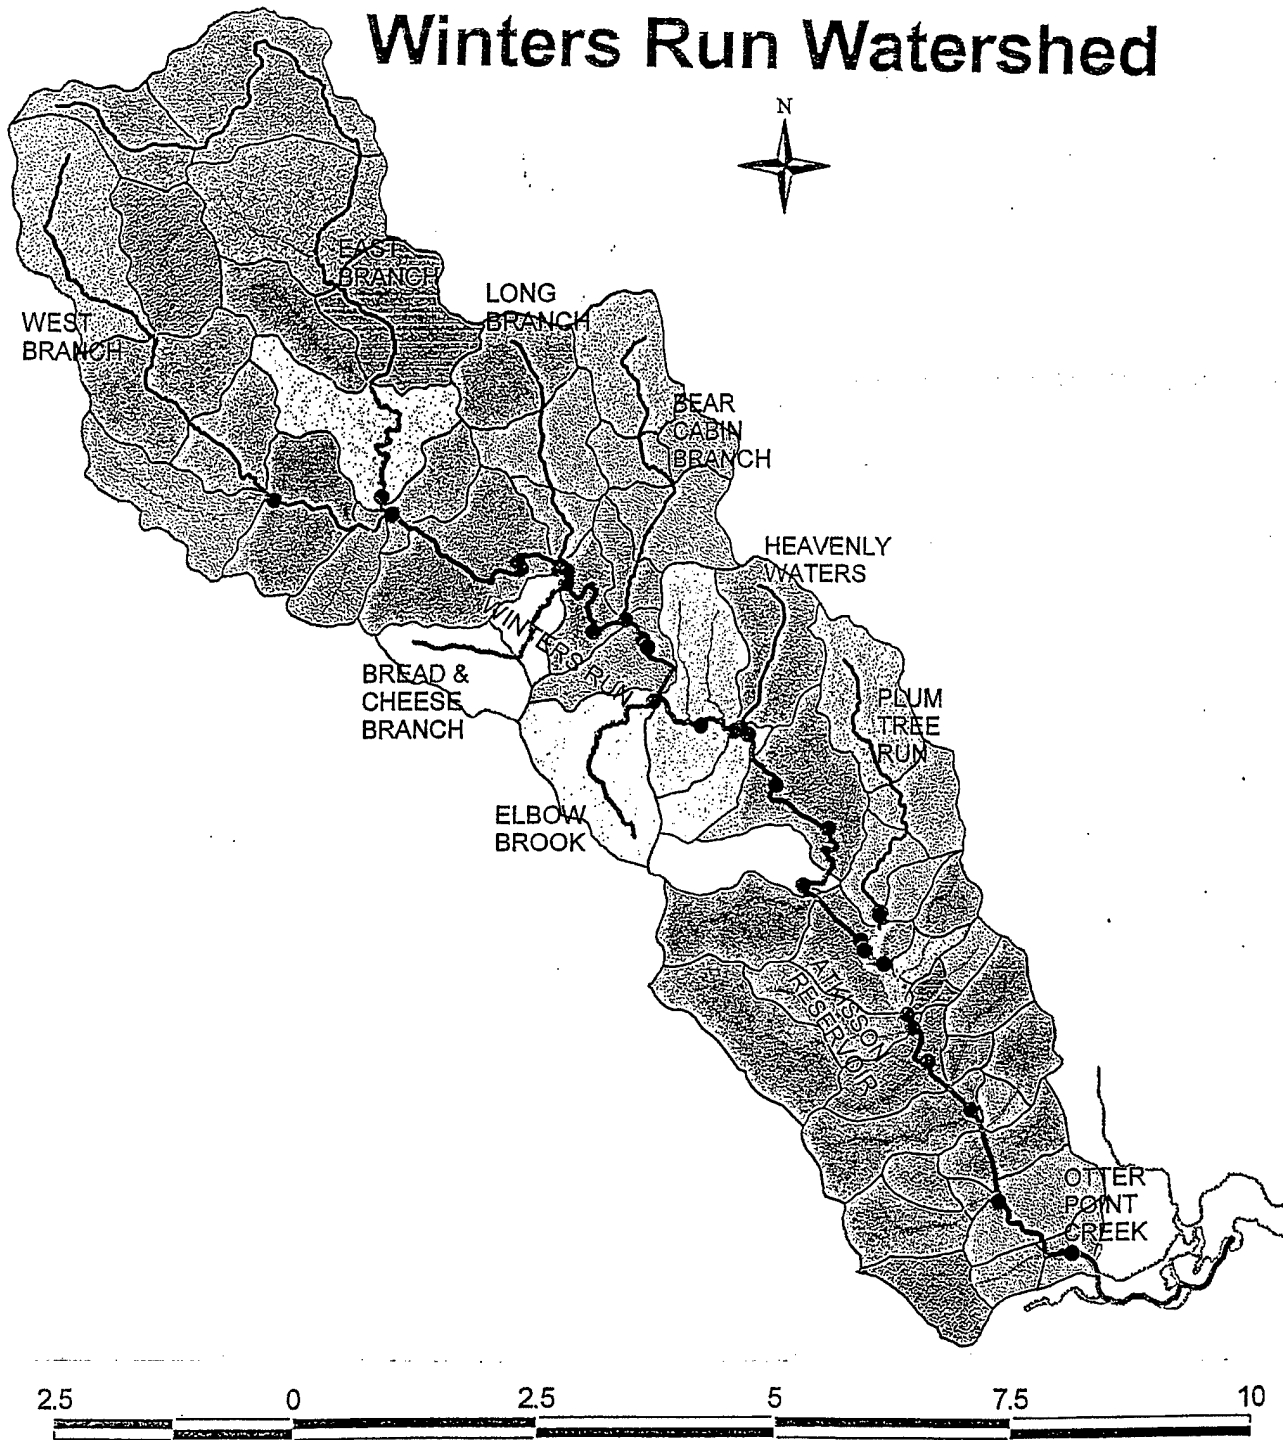 Winters Run Watershed
N
EAST
BRANCH
LONG
BRANCH
WEST
BRANCH
BEAR
CABIN
BRANCH
HEAVENLY
WATERS
WINTERS RUN
BREAD &
CHEESE
BRANCH
PLUM
TREE
RUN
ELBOW
BROOK
ATKISSON
RESERVOIR
OTTER
POINT
CREEK
2.5 0 2.5 5 7.5 10